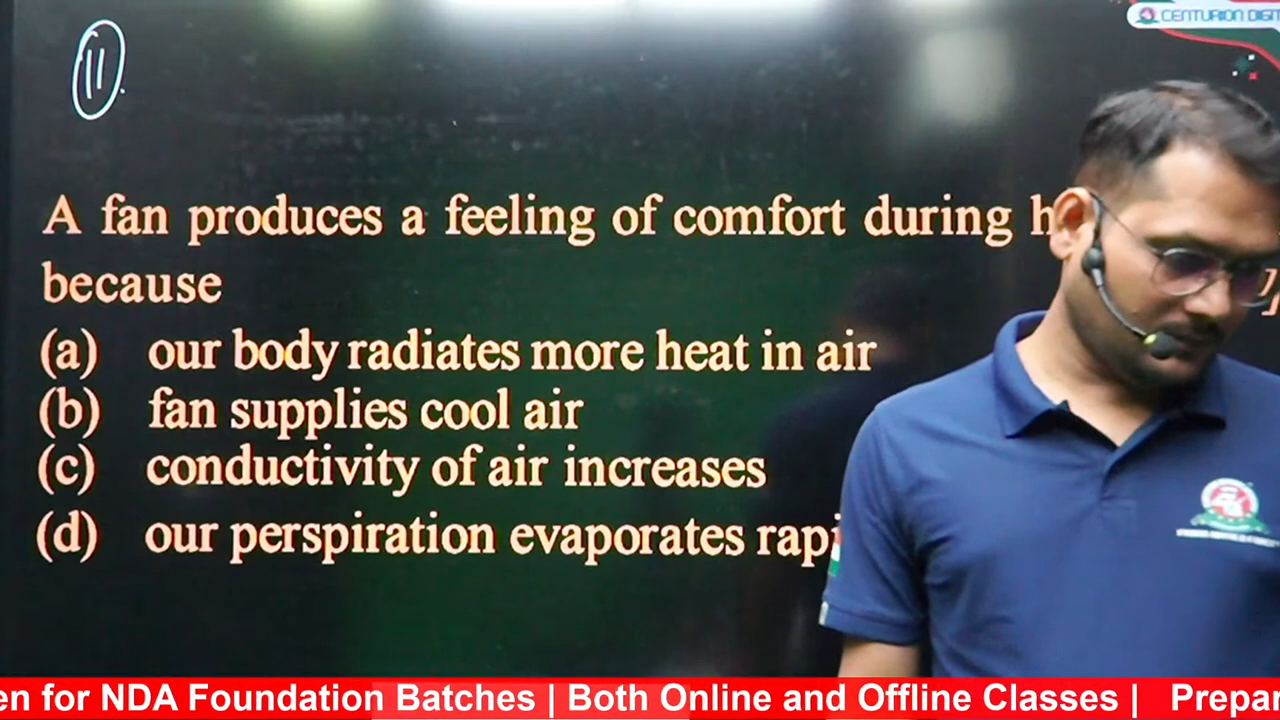 CENTURION DIGIT
11
A fan produces a feeling of comfort during h
because ]
(a) our body radiates more heat in air
(b) fan supplies cool air
(c) conductivity of air increases
(d) our perspiration evaporates rapi
en for NDA Foundation Batches | Both Online and Offline Classes | Prepar